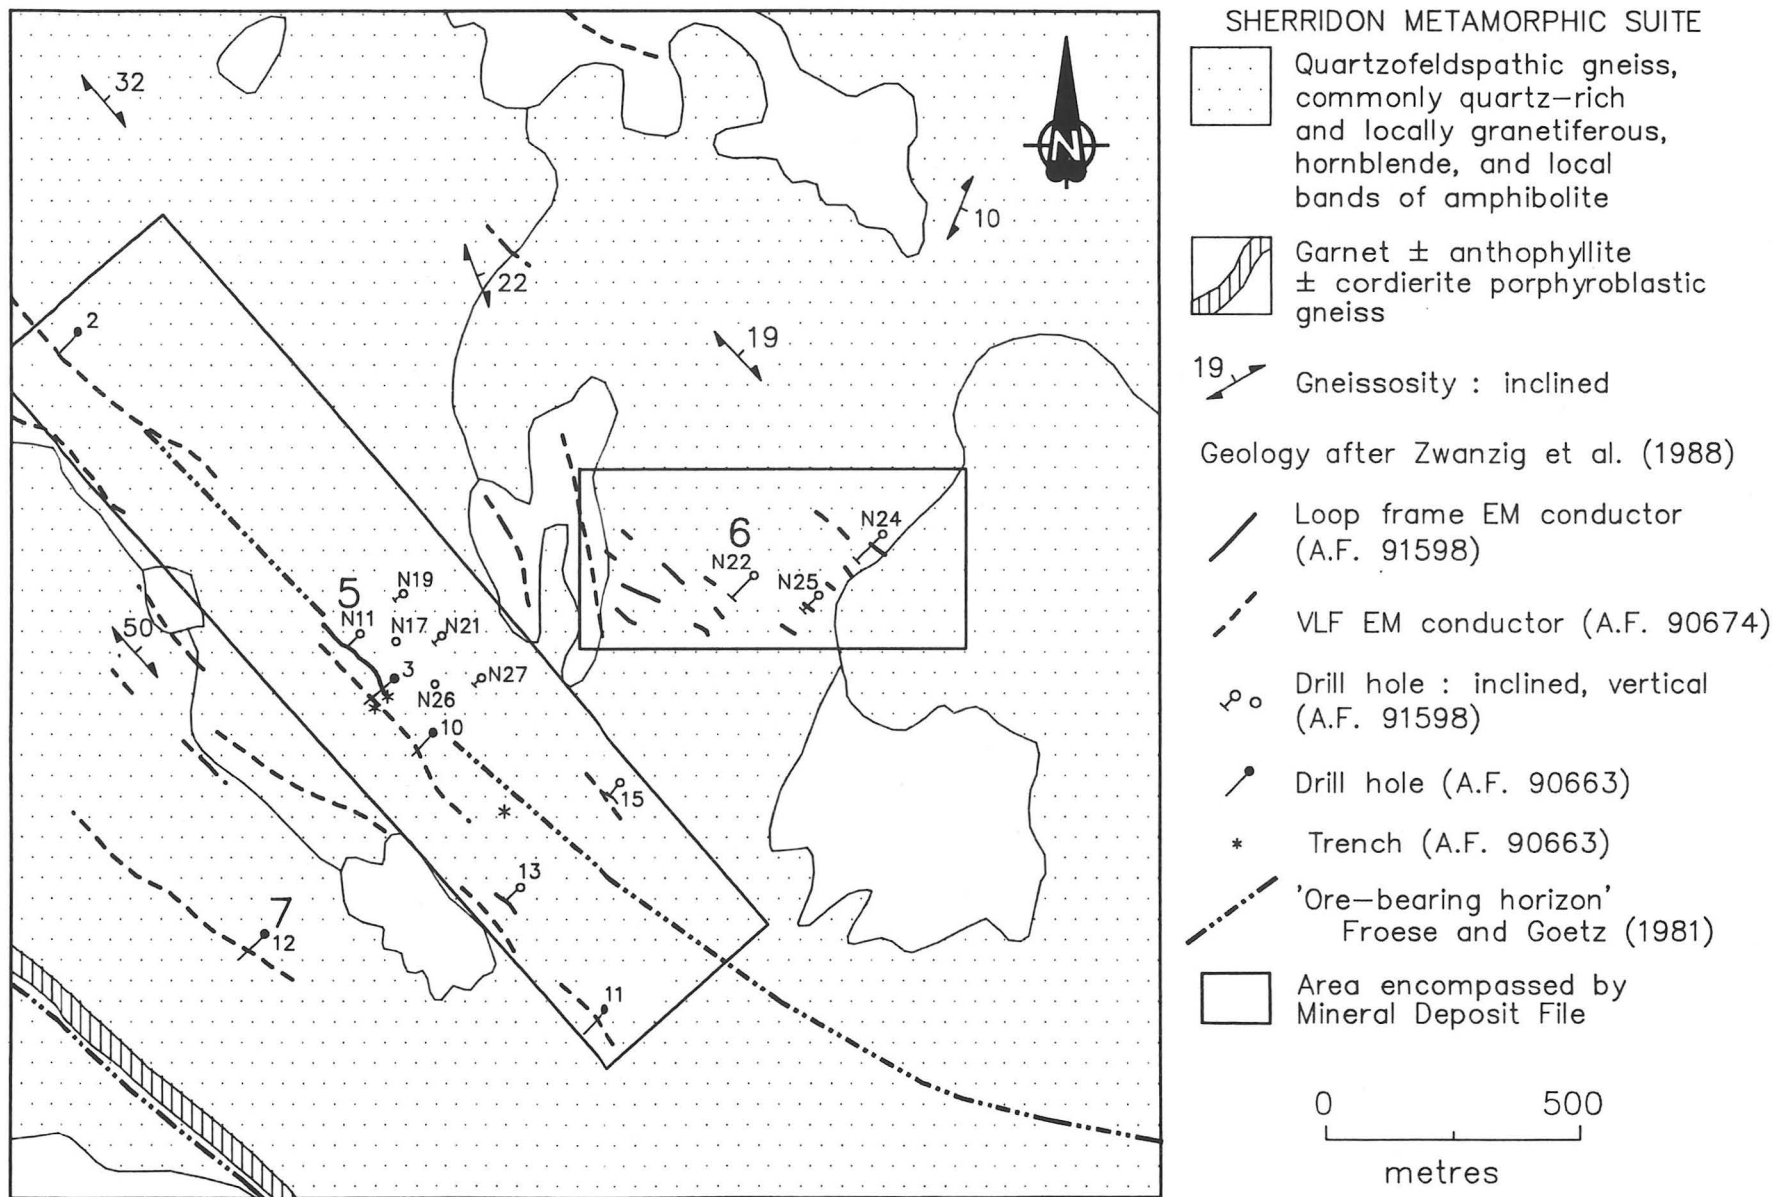 SHERRIDON METAMORPHIC SUITE
Quartzofeldspathic gneiss,
commonly quartz-rich
and locally granetiferous,
hornblende, and local
bands of amphibolite
Garnet ± anthophyllite
± cordierite porphyroblastic
gneiss
19
Gneissosity : inclined
Geology after Zwanzig et al. (1988)
Loop frame EM conductor
(A.F. 91598)
VLF EM conductor (A.F. 90674)
Drill hole : inclined, vertical
(A.F. 91598)
Drill hole (A.F. 90663)
* Trench (A.F. 90663)
'Ore-bearing horizon'
Froese and Goetz (1981)
Area encompassed by
Mineral Deposit File
0 500
metres
N
32
10
22
19
2
6
N24
N22
N25
5
N19
N11
N17
N21
50
3
N27
N26
10
15
13
7
12
11